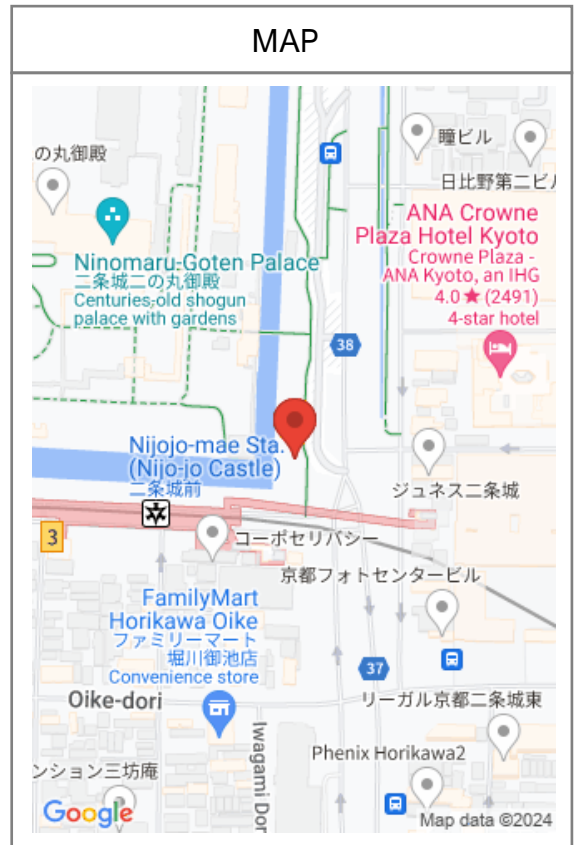 MAP
瞳ビル
の丸御殿
日比野第二ビル
ANA Crowne
Plaza Hotel Kyoto
Crowne Plaza -
ANA Kyoto, an IHG
4.0★(2491)
4-star hotel
Ninomaru-Goten Palace
二条城二の丸御殿
Centuries-old shogun
palace with gardens
38
Nijojo-mae Sta.
(Nijo-jo Castle)
二条城前
ジュネス二条城
3
コーポセリバシー
京都フォトセンタービル
FamilyMart
Horikawa Oike
ファミリーマート
堀川御池店
Convenience store
37
Oike-dori
リーガル京都二条城東
Iwagami Dor
Phenix Horikawa2
ンション三坊庵
Google
Map data ©2024